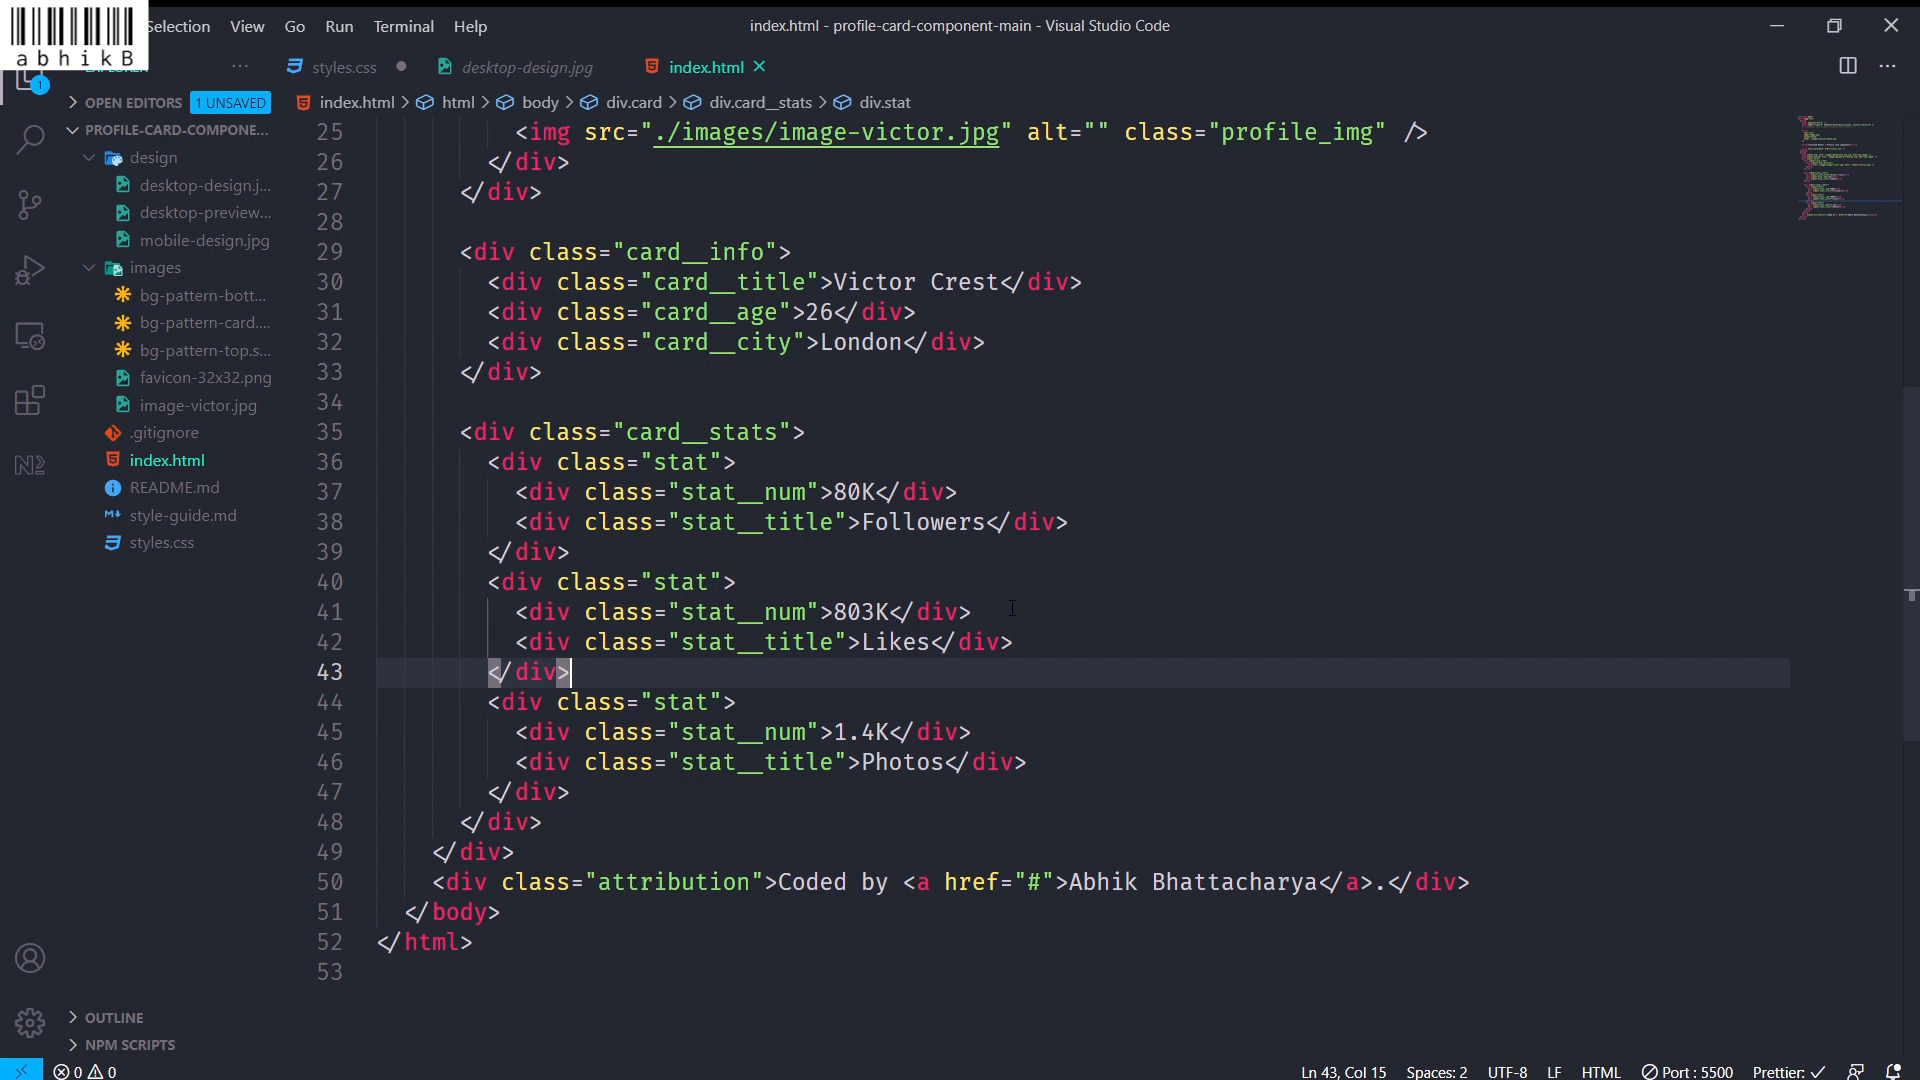 abhikB
Selection View Go Run Terminal Help
index.html - profile-card-component-main - Visual Studio Code
EXPLORER
1
styles.css
desktop-design.jpg
index.html
OPEN EDITORS 1 UNSAVED
index.html > html > body > div.card > div.card__stats > div.stat
PROFILE-CARD-COMPONE...
design
desktop-design.j...
desktop-preview...
mobile-design.jpg
images
bg-pattern-bott...
bg-pattern-card....
bg-pattern-top.s...
favicon-32x32.png
image-victor.jpg
.gitignore
index.html
README.md
style-guide.md
styles.css
OUTLINE
NPM SCRIPTS
25 <img src="./images/image-victor.jpg" alt="" class="profile_img" />
26 </div>
27 </div>
28
29 <div class="card__info">
30 <div class="card__title">Victor Crest</div>
31 <div class="card__age">26</div>
32 <div class="card__city">London</div>
33 </div>
34
35 <div class="card__stats">
36 <div class="stat">
37 <div class="stat__num">80K</div>
38 <div class="stat__title">Followers</div>
39 </div>
40 <div class="stat">
41 <div class="stat__num">803K</div>
42 <div class="stat__title">Likes</div>
43 </div>
44 <div class="stat">
45 <div class="stat__num">1.4K</div>
46 <div class="stat__title">Photos</div>
47 </div>
48 </div>
49 </div>
50 <div class="attribution">Coded by <a href="#">Abhik Bhattacharya</a>.</div>
51 </body>
52 </html>
53
0 0
Ln 43, Col 15 Spaces: 2 UTF-8 LF HTML Port : 5500 Prettier: ✓